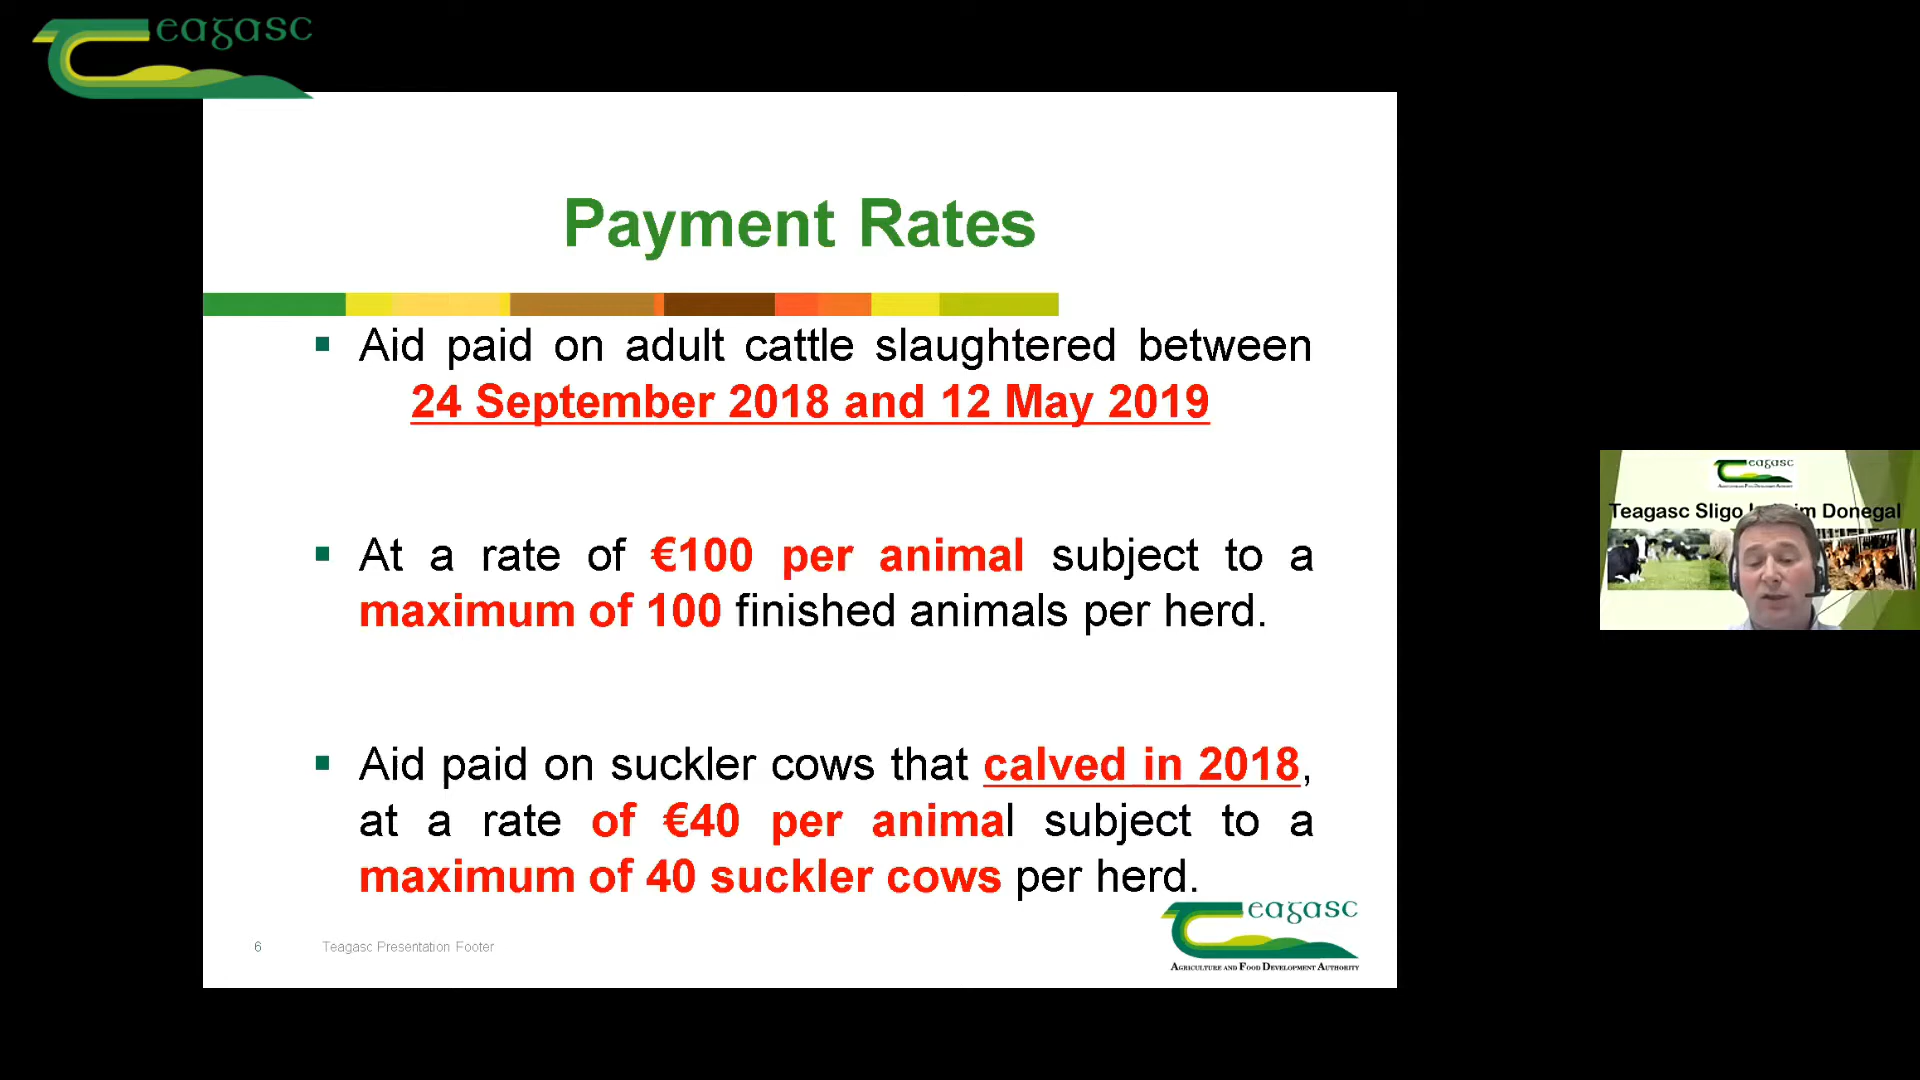 Teagasc
Payment Rates
▪ Aid paid on adult cattle slaughtered between
24 September 2018 and 12 May 2019
▪ At a rate of €100 per animal subject to a
maximum of 100 finished animals per herd.
▪ Aid paid on suckler cows that calved in 2018,
at a rate of €40 per animal subject to a
maximum of 40 suckler cows per herd.
6 Teagasc Presentation Footer
Teagasc
AGRICULTURE AND FOOD DEVELOPMENT AUTHORITY
Teagasc
Teagasc Sligo Donegal